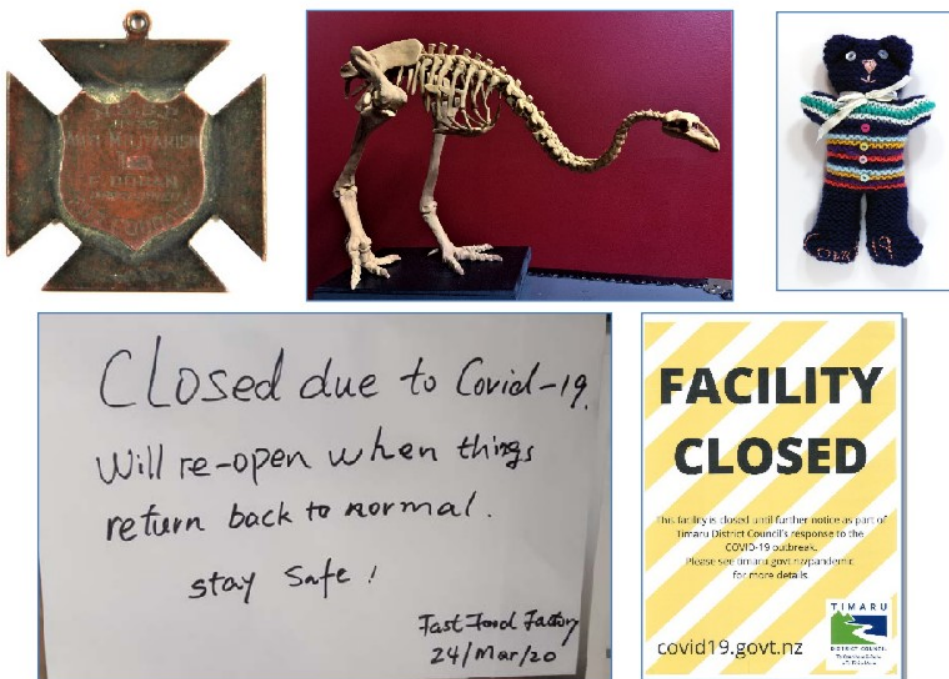 ANTI MILITARISM
Covid 19
Closed due to Covid-19.
Will re-open when things
return back to normal.
stay safe!
Fast Food Factory
24/Mar/20
FACILITY
CLOSED
This facility is closed until further notice as part of
Timaru District Council's response to the
COVID-19 outbreak.
Please see timaru.govt.nz/pandemic
for more details.
covid19.govt.nz
TIMARU
DISTRICT COUNCIL